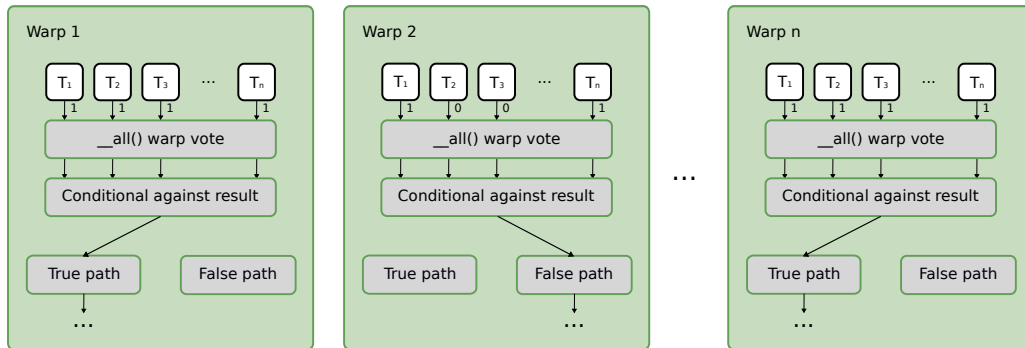 Warp 1
T₁ T₂ T₃ ... Tₙ
1 1 1 1
__all() warp vote
Conditional against result
True path False path
...
Warp 2
T₁ T₂ T₃ ... Tₙ
1 0 0 1
__all() warp vote
Conditional against result
True path False path
...
...
Warp n
T₁ T₂ T₃ ... Tₙ
1 1 1 1
__all() warp vote
Conditional against result
True path False path
...